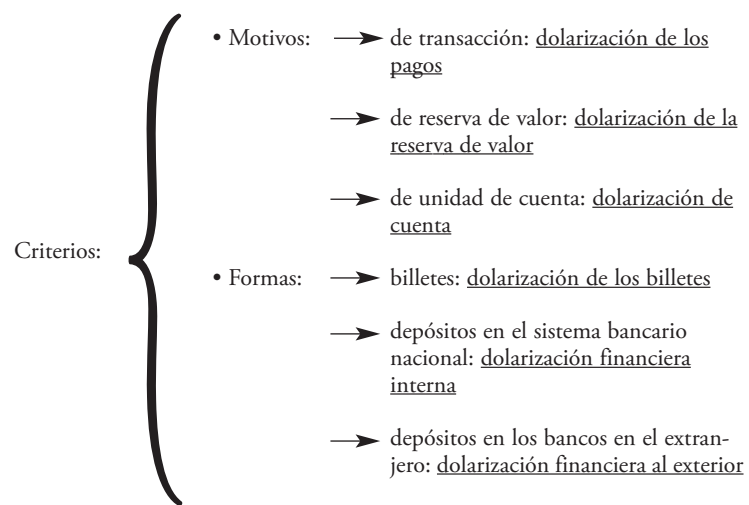 • Motivos: de transacción: dolarización de los
pagos
de reserva de valor: dolarización de la
reserva de valor
de unidad de cuenta: dolarización de
cuenta
Criterios:
• Formas: billetes: dolarización de los billetes
depósitos en el sistema bancario
nacional: dolarización financiera
interna
depósitos en los bancos en el extran-
jero: dolarización financiera al exterior